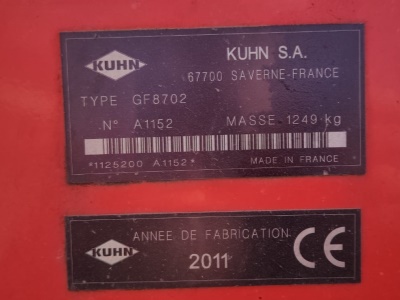 KUHN
KUHN S.A.
67700 SAVERNE-FRANCE
TYPE GF8702
N° A1152 MASSE 1249 kg
*1125200 A1152* MADE IN FRANCE
KUHN
ANNEE DE FABRICATION
2011
CE